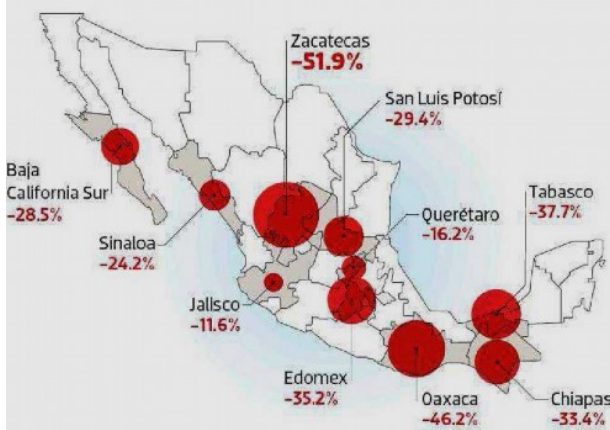 Zacatecas
-51.9%
San Luis Potosí
-29.4%
Baja
California Sur
-28.5%
Sinaloa
-24.2%
Querétaro
-16.2%
Tabasco
-37.7%
Jalisco
-11.6%
Edomex
-35.2%
Oaxaca
-46.2%
Chiapas
-33.4%